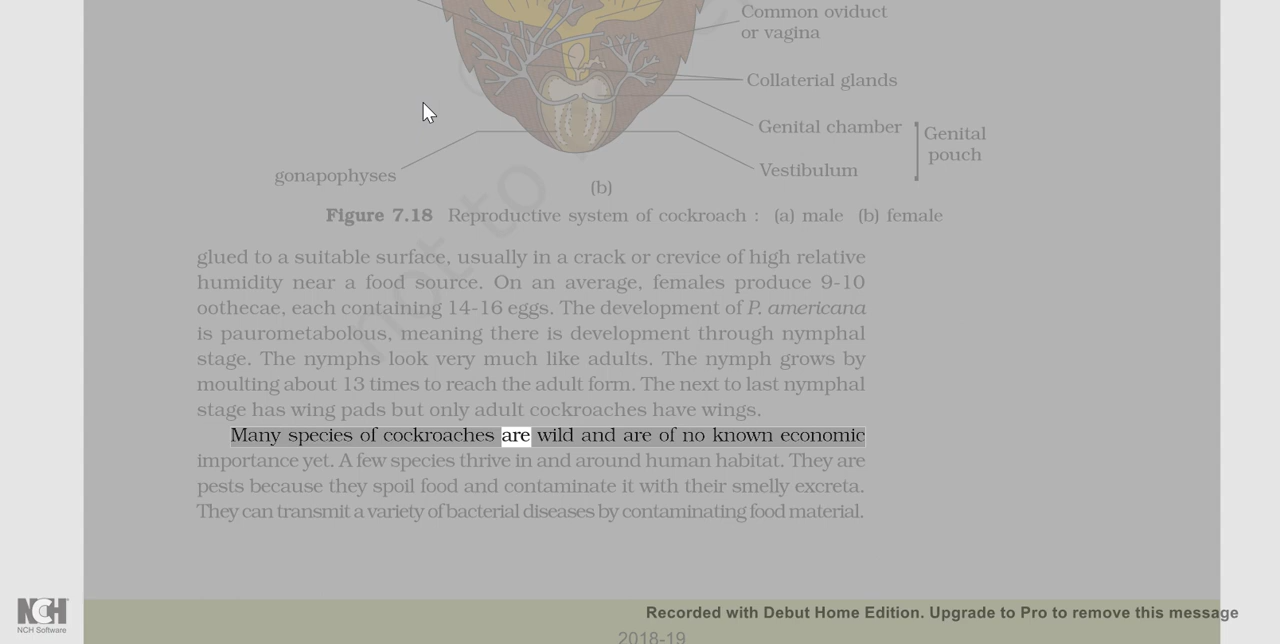 Common oviduct
or vagina
Collaterial glands
Genital chamber
Genital
pouch
Vestibulum
gonapophyses
(b)
Figure 7.18 Reproductive system of cockroach : (a) male (b) female
glued to a suitable surface, usually in a crack or crevice of high relative
humidity near a food source. On an average, females produce 9-10
oothecae, each containing 14-16 eggs. The development of P. americana
is paurometabolous, meaning there is development through nymphal
stage. The nymphs look very much like adults. The nymph grows by
moulting about 13 times to reach the adult form. The next to last nymphal
stage has wing pads but only adult cockroaches have wings.
Many species of cockroaches are wild and are of no known economic
importance yet. A few species thrive in and around human habitat. They are
pests because they spoil food and contaminate it with their smelly excreta.
They can transmit a variety of bacterial diseases by contaminating food material.
not to
NCH
NCH Software
Recorded with Debut Home Edition. Upgrade to Pro to remove this message
2018-19